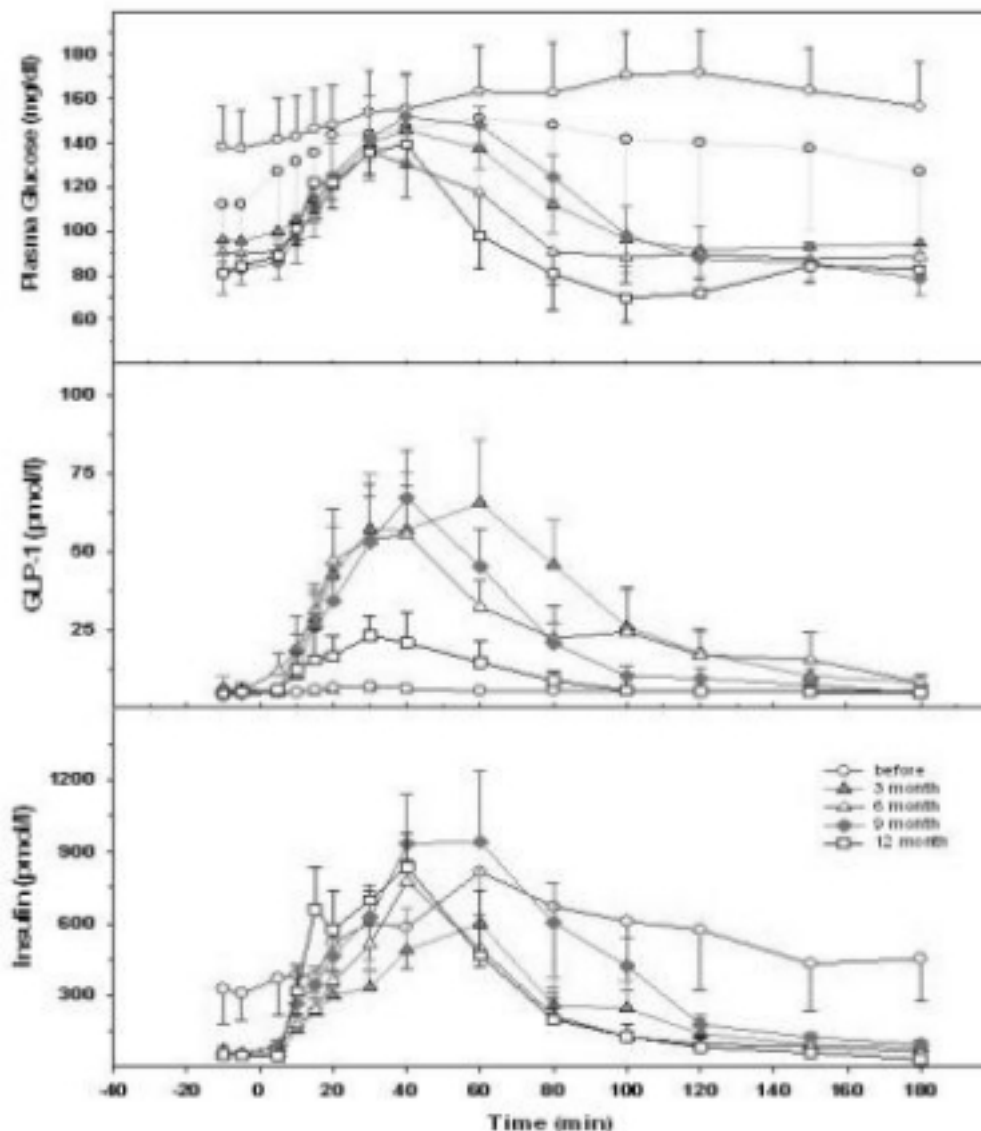 Plasma Glucose (mg/dl)
180
160
140
120
100
80
60
GLP-1 (pmol/l)
100
75
50
25
Insulin (pmol/l)
1200
900
600
300
before
3 month
6 month
9 month
12 month
-40 -20 0 20 40 60 80 100 120 140 160 180
Time (min)